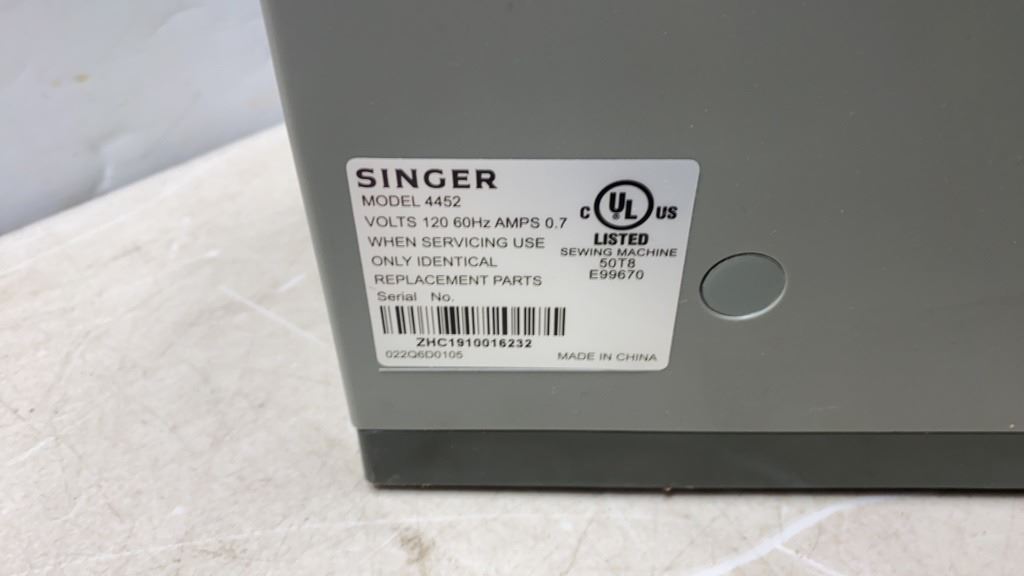 SINGER
MODEL 4452
VOLTS 120 60Hz AMPS 0.7
WHEN SERVICING USE
ONLY IDENTICAL
REPLACEMENT PARTS
Serial No.
ZHC1910016232
022Q6D0105
C UL® US
LISTED
SEWING MACHINE
50T8
E99670
MADE IN CHINA